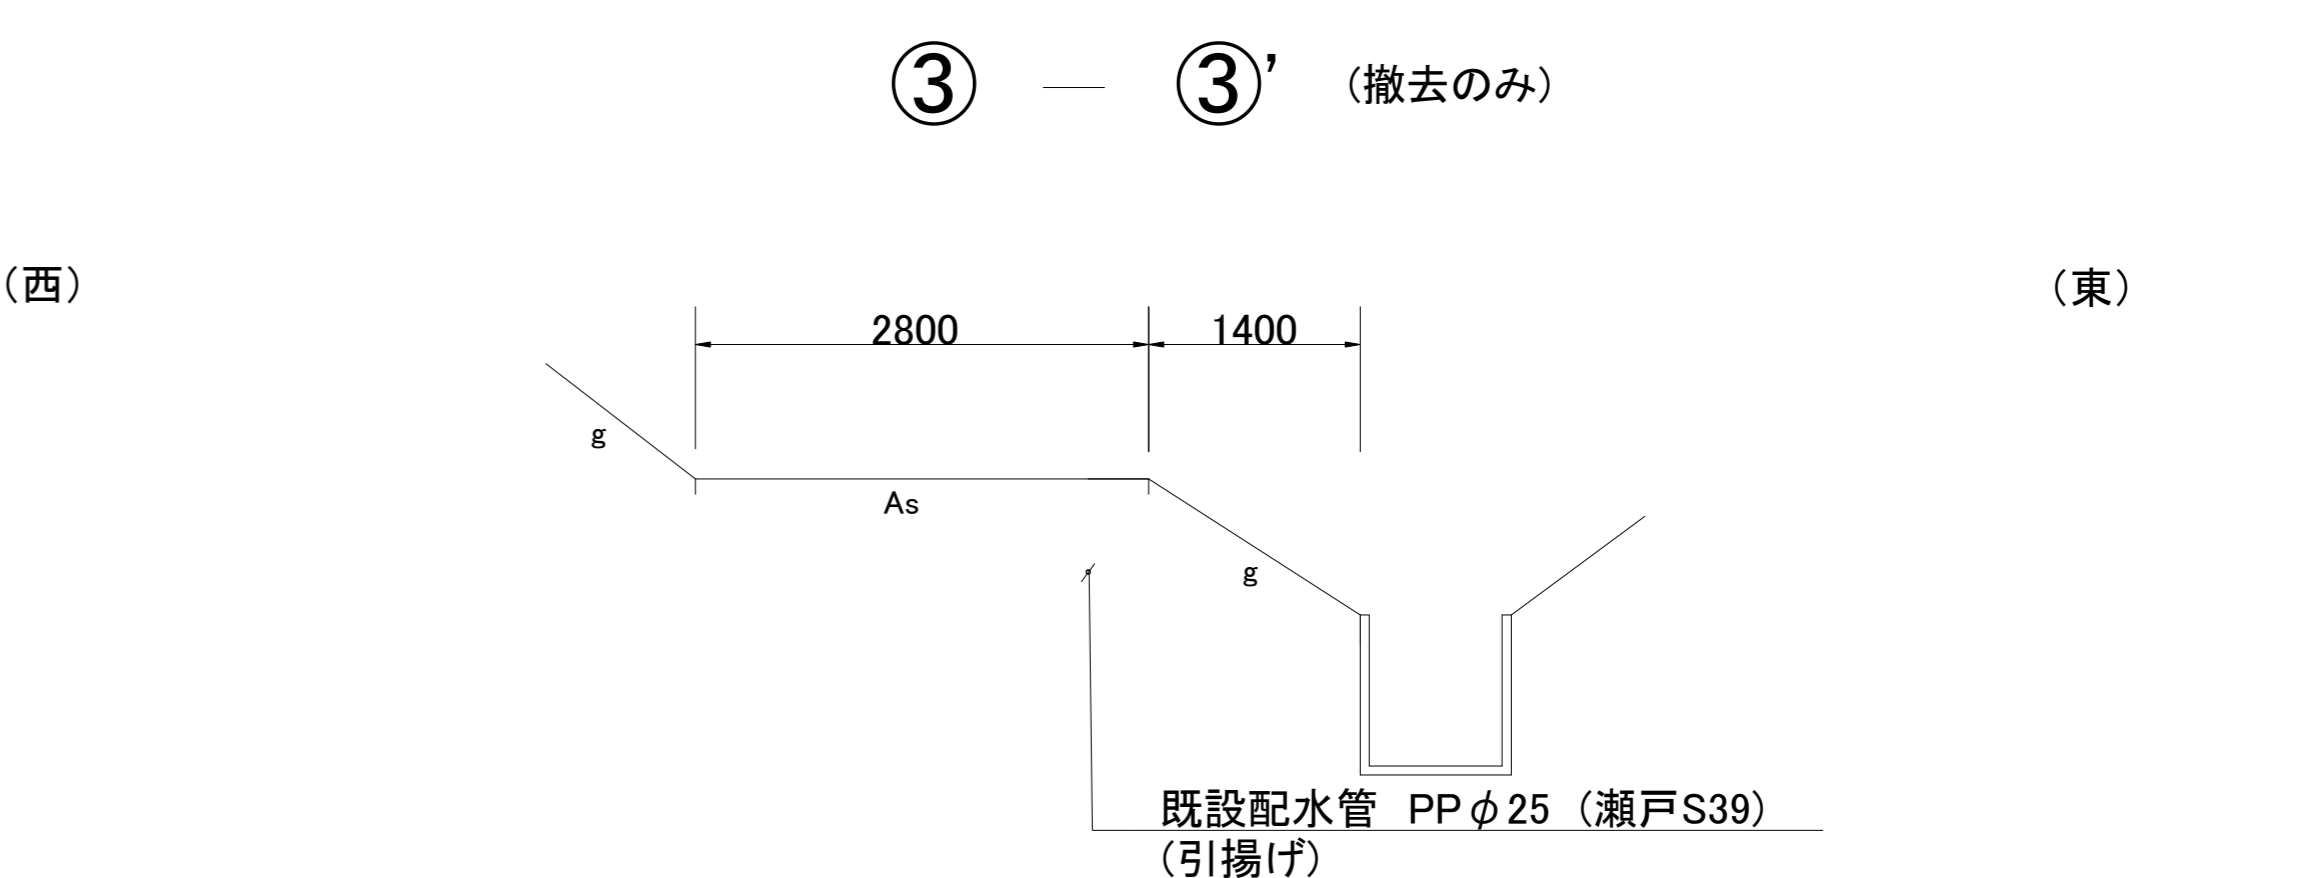 ③ — ③’ (撤去のみ)
(西)
(東)
2800
1400
g
As
g
既設配水管 PPφ25 (瀬戸S39)
(引揚げ)